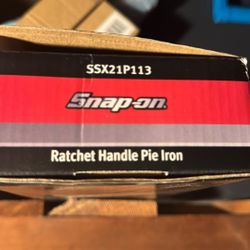 SSX21P113
Snap-on
Ratchet Handle Pie Iron